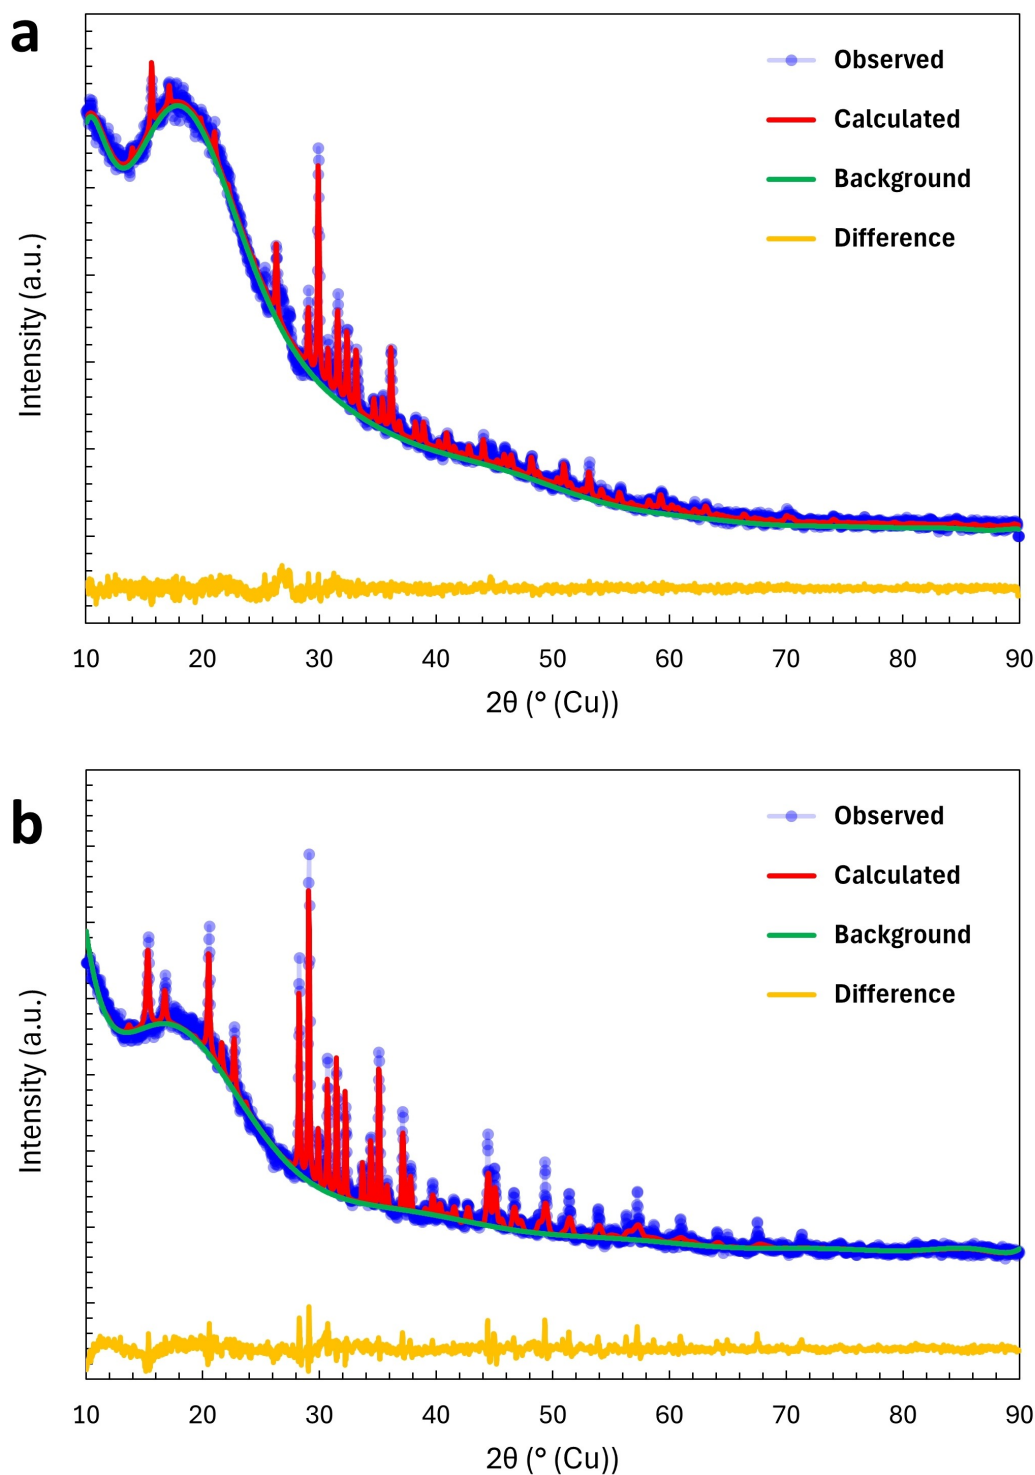 a
Observed
Calculated
Background
Difference
Intensity (a.u.)
10 20 30 40 50 60 70 80 90
2θ (° (Cu))
b
Observed
Calculated
Background
Difference
Intensity (a.u.)
10 20 30 40 50 60 70 80 90
2θ (° (Cu))